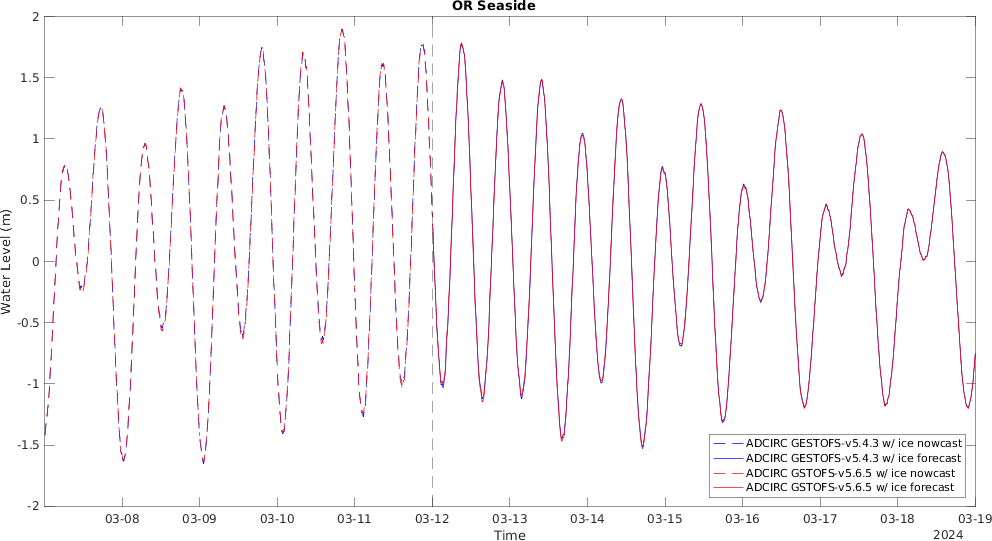 OR Seaside
2
1.5
1
0.5
0
-0.5
-1
-1.5
-2
Water Level (m)
ADCIRC GESTOFS-v5.4.3 w/ ice nowcast
ADCIRC GESTOFS-v5.4.3 w/ ice forecast
ADCIRC GSTOFS-v5.6.5 w/ ice nowcast
ADCIRC GSTOFS-v5.6.5 w/ ice forecast
03-08 03-09 03-10 03-11 03-12 03-13 03-14 03-15 03-16 03-17 03-18 03-19
Time
2024